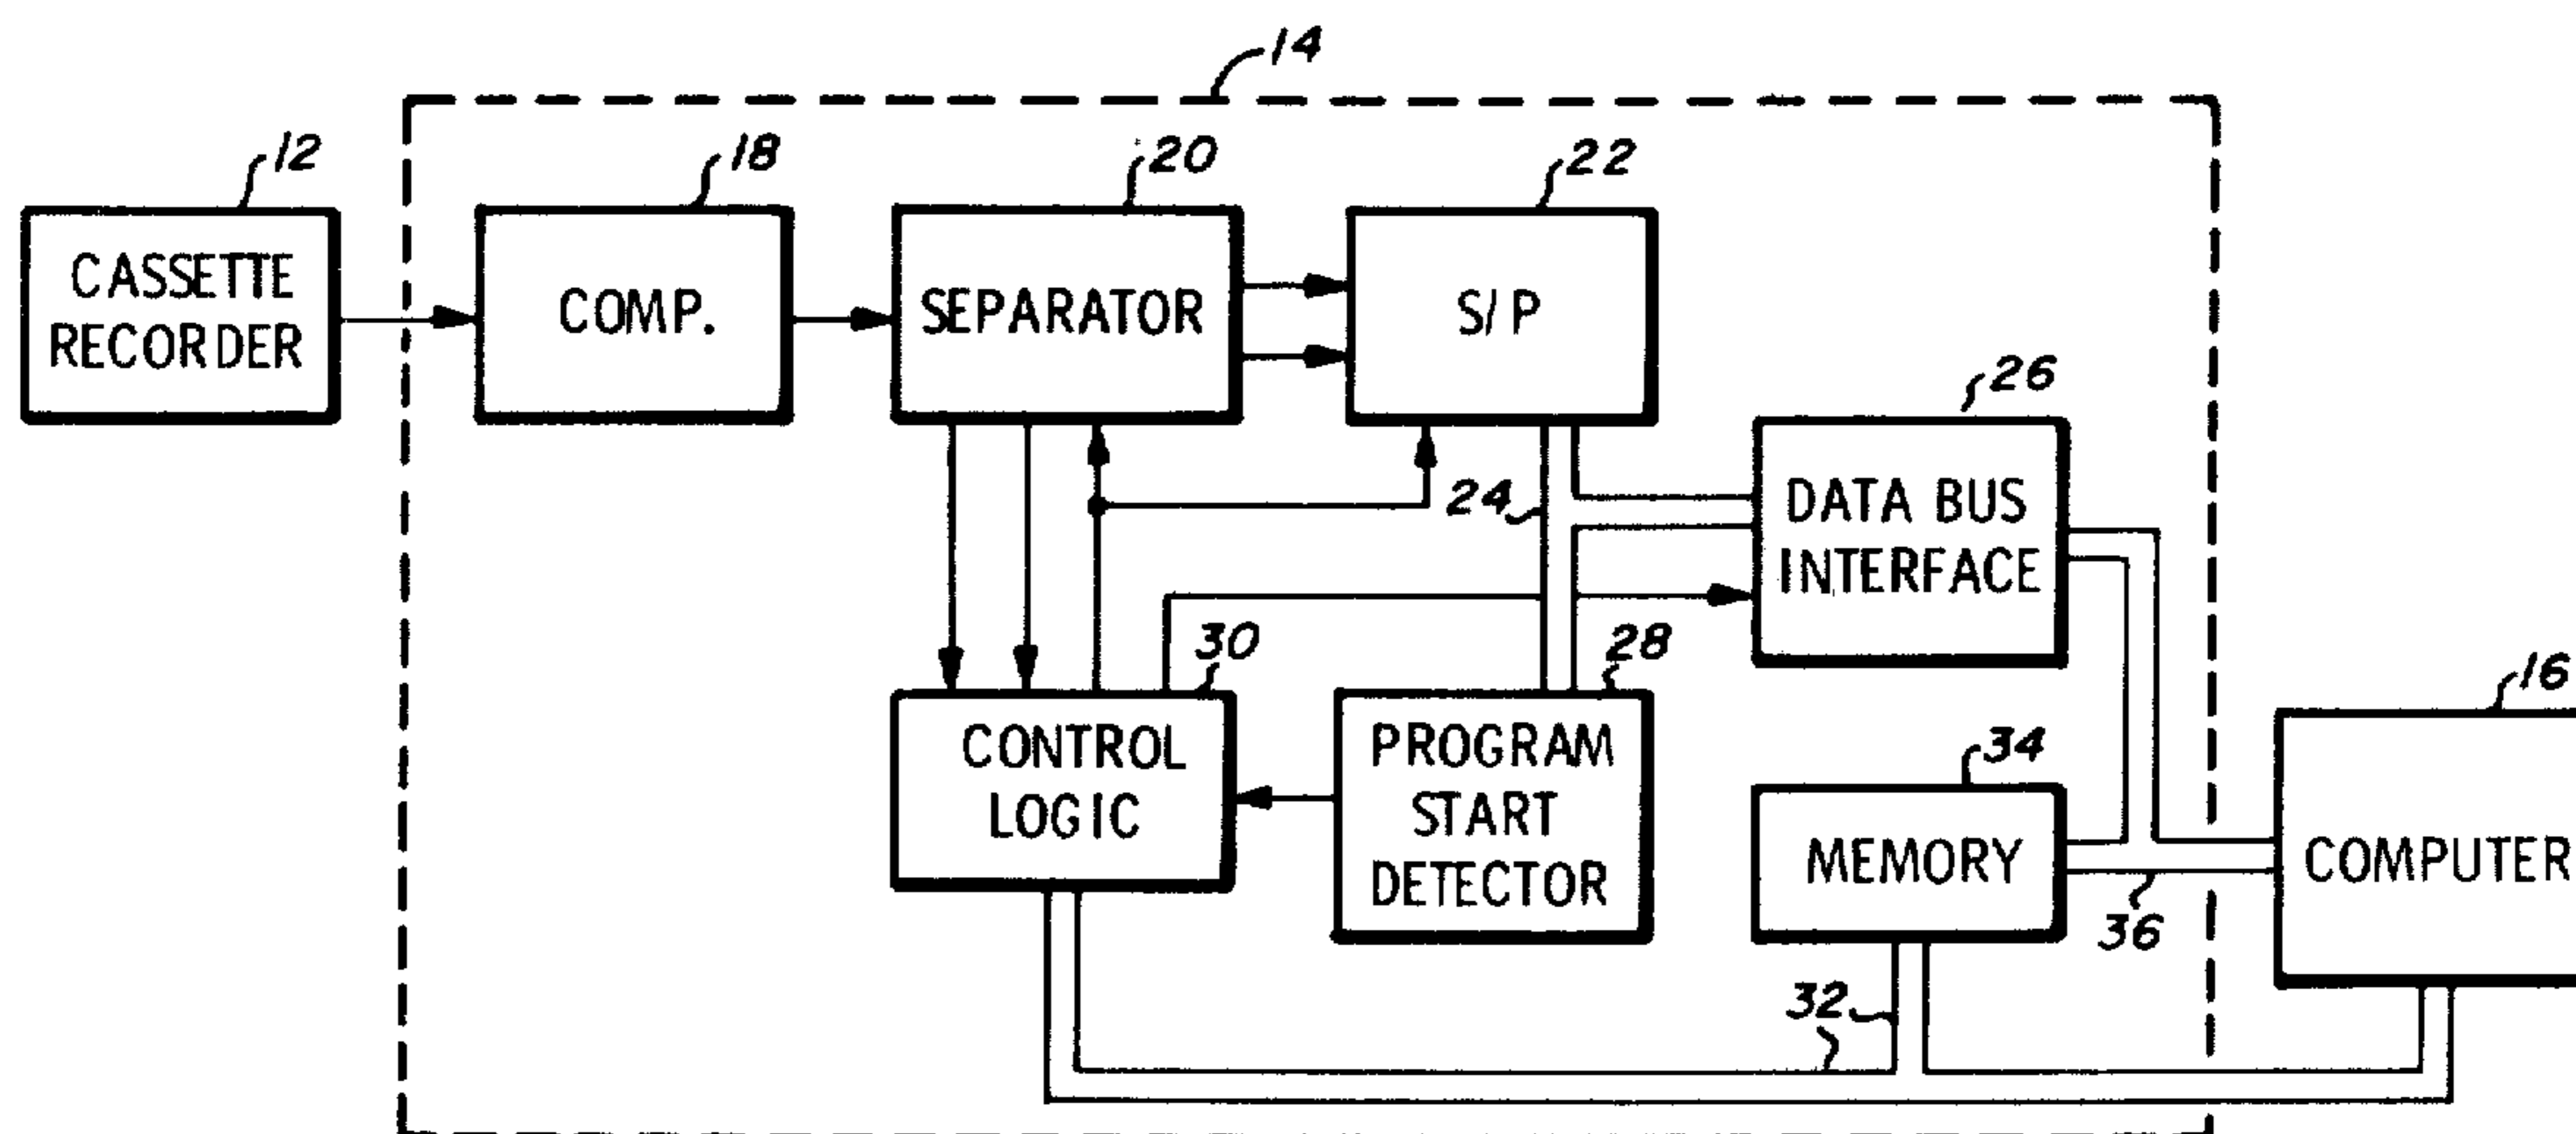 14
12
18
20
22
CASSETTE
RECORDER
COMP.
SEPARATOR
S/P
26
24
DATA BUS
INTERFACE
30
28
16
CONTROL
LOGIC
PROGRAM
START
DETECTOR
34
MEMORY
COMPUTER
36
32